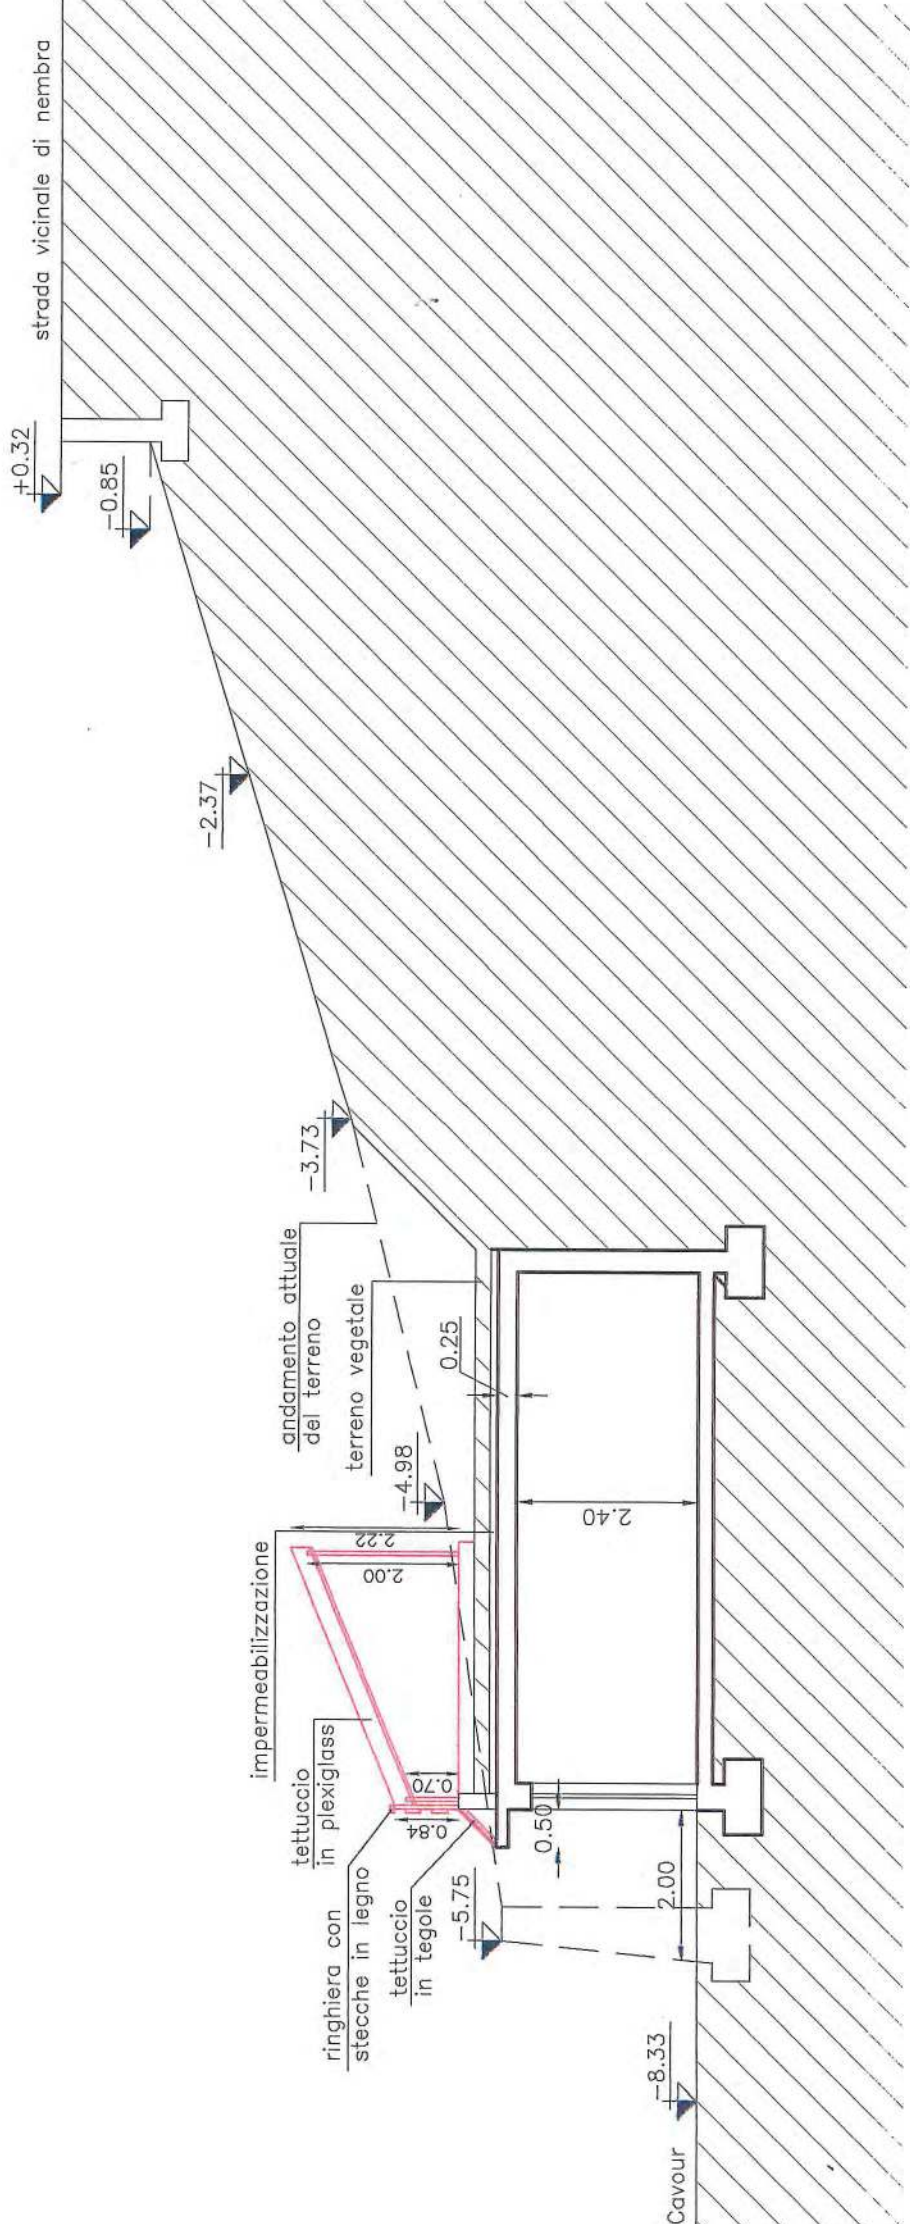 strada vicinale di nembra
+0.32
-0.85
-2.37
-3.73
andamento attuale
del terreno
terreno vegetale
0.25
-4.98
impermeabilizzazione
2.22
2.00
2.40
tettuccio
in plexiglass
0.70
0.84
ringhiera con
stecche in legno
tettuccio
in tegole
-5.75
0.50
2.00
-8.33
Cavour